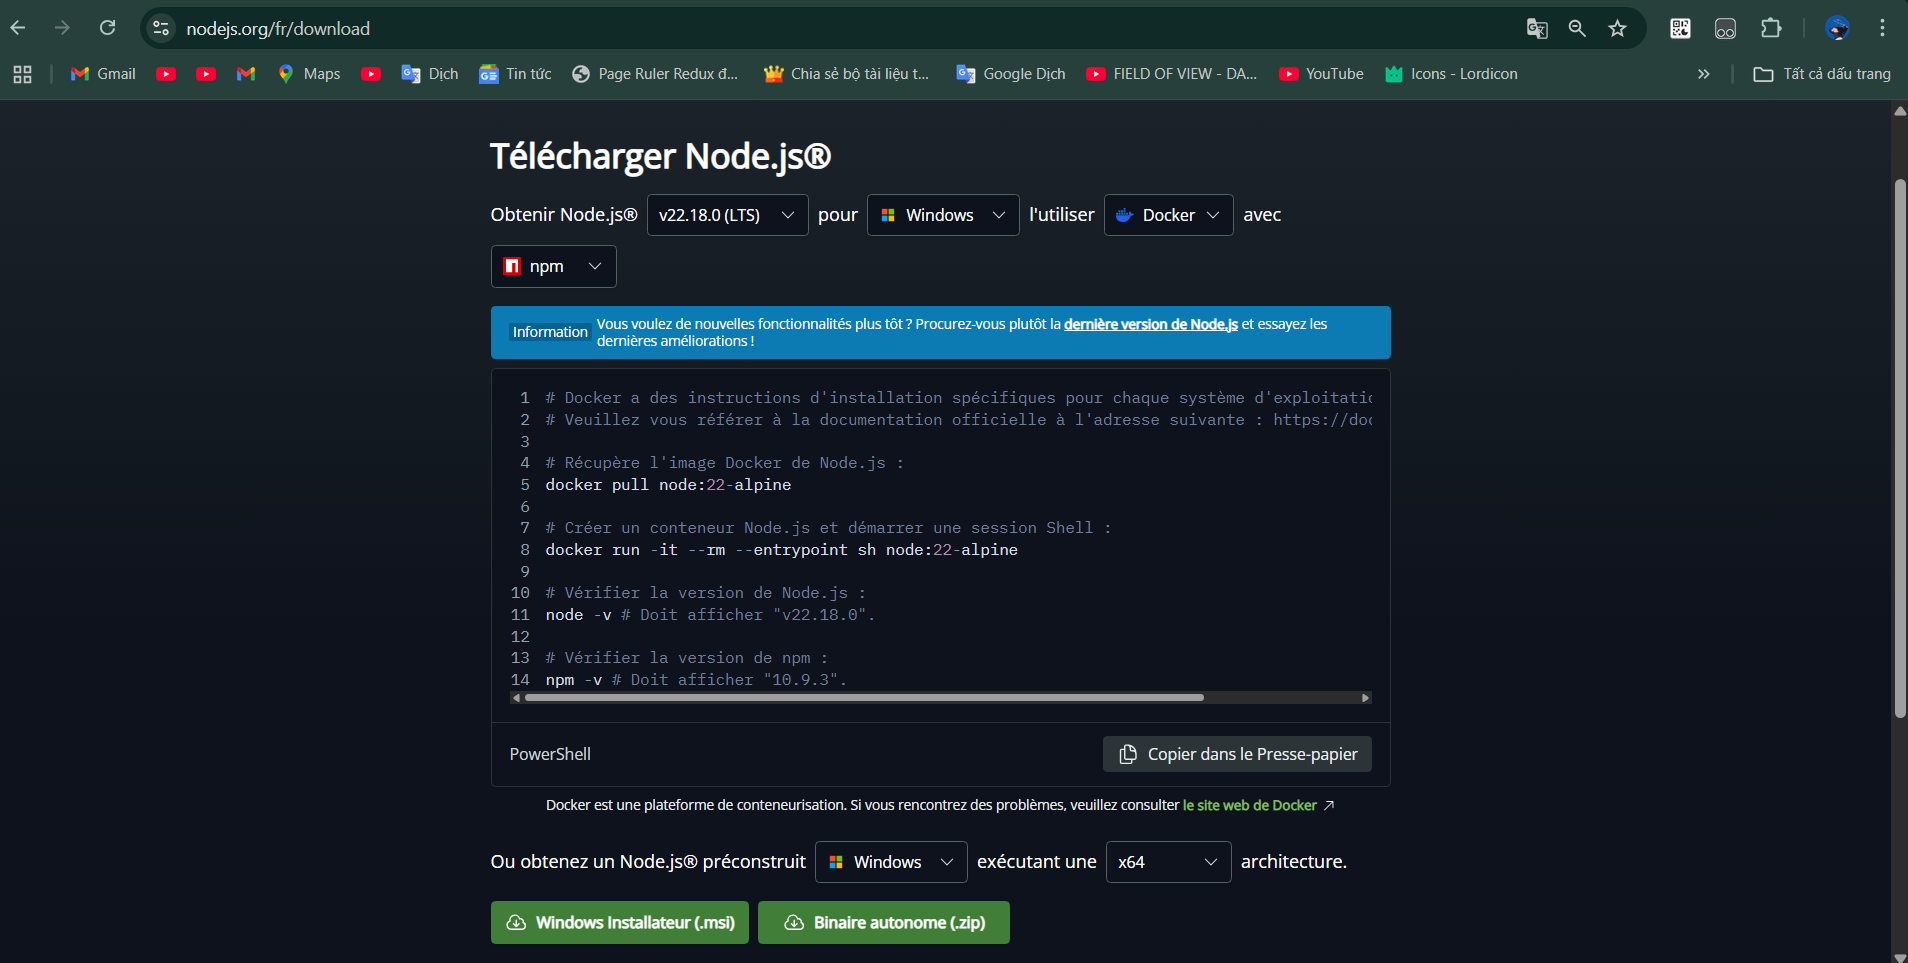 nodejs.org/fr/download
Gmail Maps Dịch Tin tức Page Ruler Redux đ... Chia sẻ bộ tài liệu t... Google Dịch FIELD OF VIEW - DA... YouTube Icons - Lordicon » Tất cả dấu trang
Télécharger Node.js®
Obtenir Node.js® v22.18.0 (LTS) pour Windows l'utiliser Docker avec
npm
Information Vous voulez de nouvelles fonctionnalités plus tôt ? Procurez-vous plutôt la dernière version de Node.js et essayez les
dernières améliorations !
1 # Docker a des instructions d'installation spécifiques pour chaque système d'exploitatio
2 # Veuillez vous référer à la documentation officielle à l'adresse suivante : https://doc
3
4 # Récupère l'image Docker de Node.js :
5 docker pull node:22-alpine
6
7 # Créer un conteneur Node.js et démarrer une session Shell :
8 docker run -it --rm --entrypoint sh node:22-alpine
9
10 # Vérifier la version de Node.js :
11 node -v # Doit afficher "v22.18.0".
12
13 # Vérifier la version de npm :
14 npm -v # Doit afficher "10.9.3".
PowerShell Copier dans le Presse-papier
Docker est une plateforme de conteneurisation. Si vous rencontrez des problèmes, veuillez consulter le site web de Docker ↗
Ou obtenez un Node.js® préconstruit Windows exécutant une x64 architecture.
Windows Installateur (.msi) Binaire autonome (.zip)